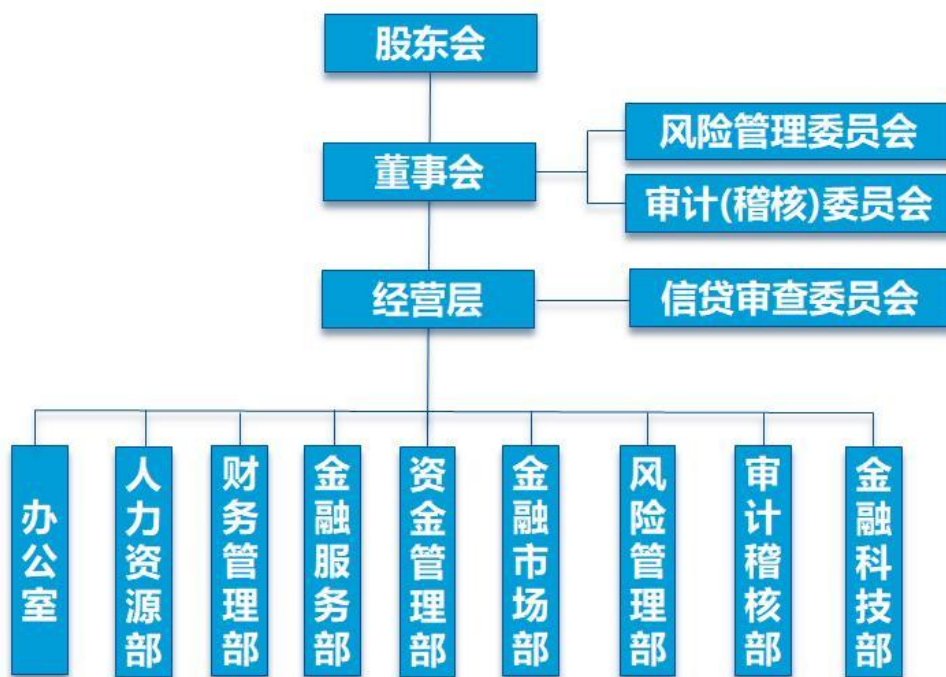 股东会
风险管理委员会
董事会
审计(稽核)委员会
经营层
信贷审查委员会
办公室
人力资源部
财务管理部
金融服务部
资金管理部
金融市场部
风险管理部
审计稽核部
金融科技部